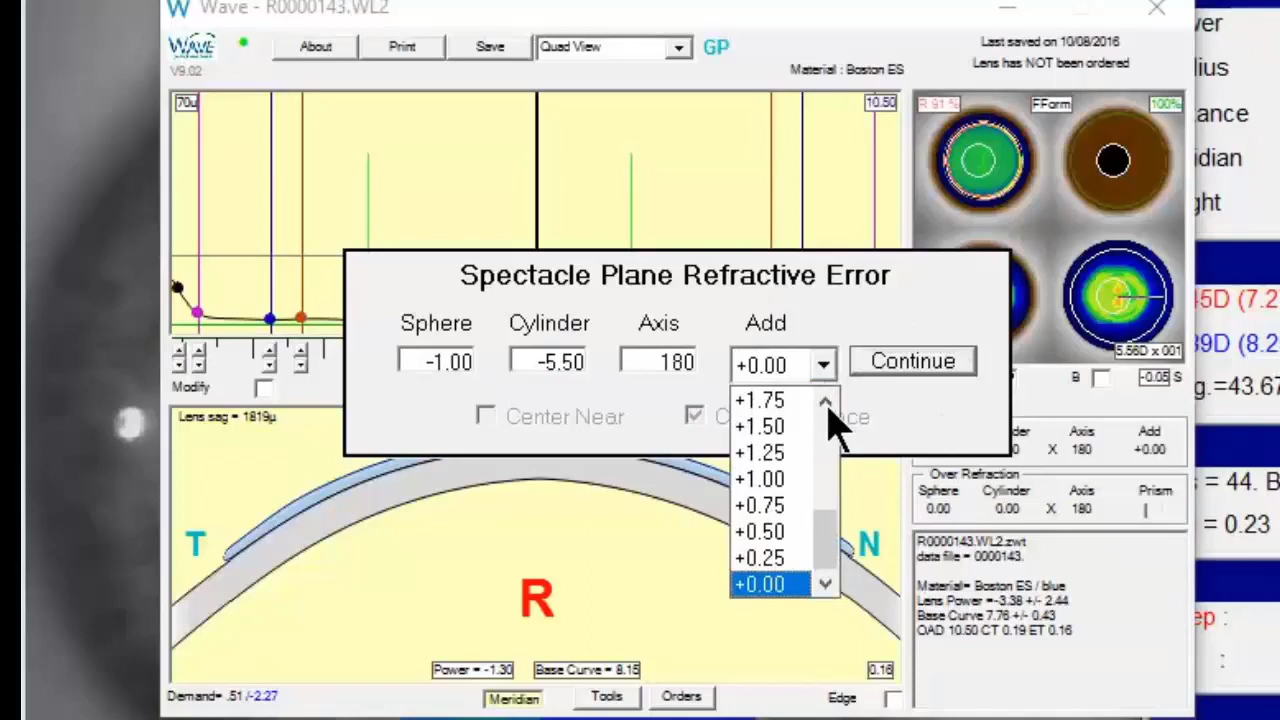 W Wave - R0000143.WL2
WAVE
V9.02
About
Print
Save
Quad View
GP
Last saved on 10/08/2016
Lens has NOT been ordered
Material : Boston ES
70u
10.50
R 91%
FForm
100%
Spectacle Plane Refractive Error
Sphere Cylinder Axis Add
-1.00 -5.50 180 +0.00 Continue
Center Near
+1.75
+1.50
+1.25
+1.00
+0.75
+0.50
+0.25
+0.00
5.56D x 001
Modify
B
-0.05 S
Lens sag = 1819µ
Axis Add
X 180 +0.00
Over Refraction
Sphere Cylinder Axis Prism
0.00 0.00 X 180
T
N
R
R0000143.WL2.zwt
data file = 0000143.
Material= Boston ES / blue
Lens Power =-3.38 +/- 2.44
Base Curve 7.76 +/- 0.43
OAD 10.50 CT 0.19 ET 0.16
Power = -1.30
Base Curve = 8.15
0.16
Demand= .51 /-2.27
Meridian
Tools
Orders
Edge
= 44. B
= 0.23